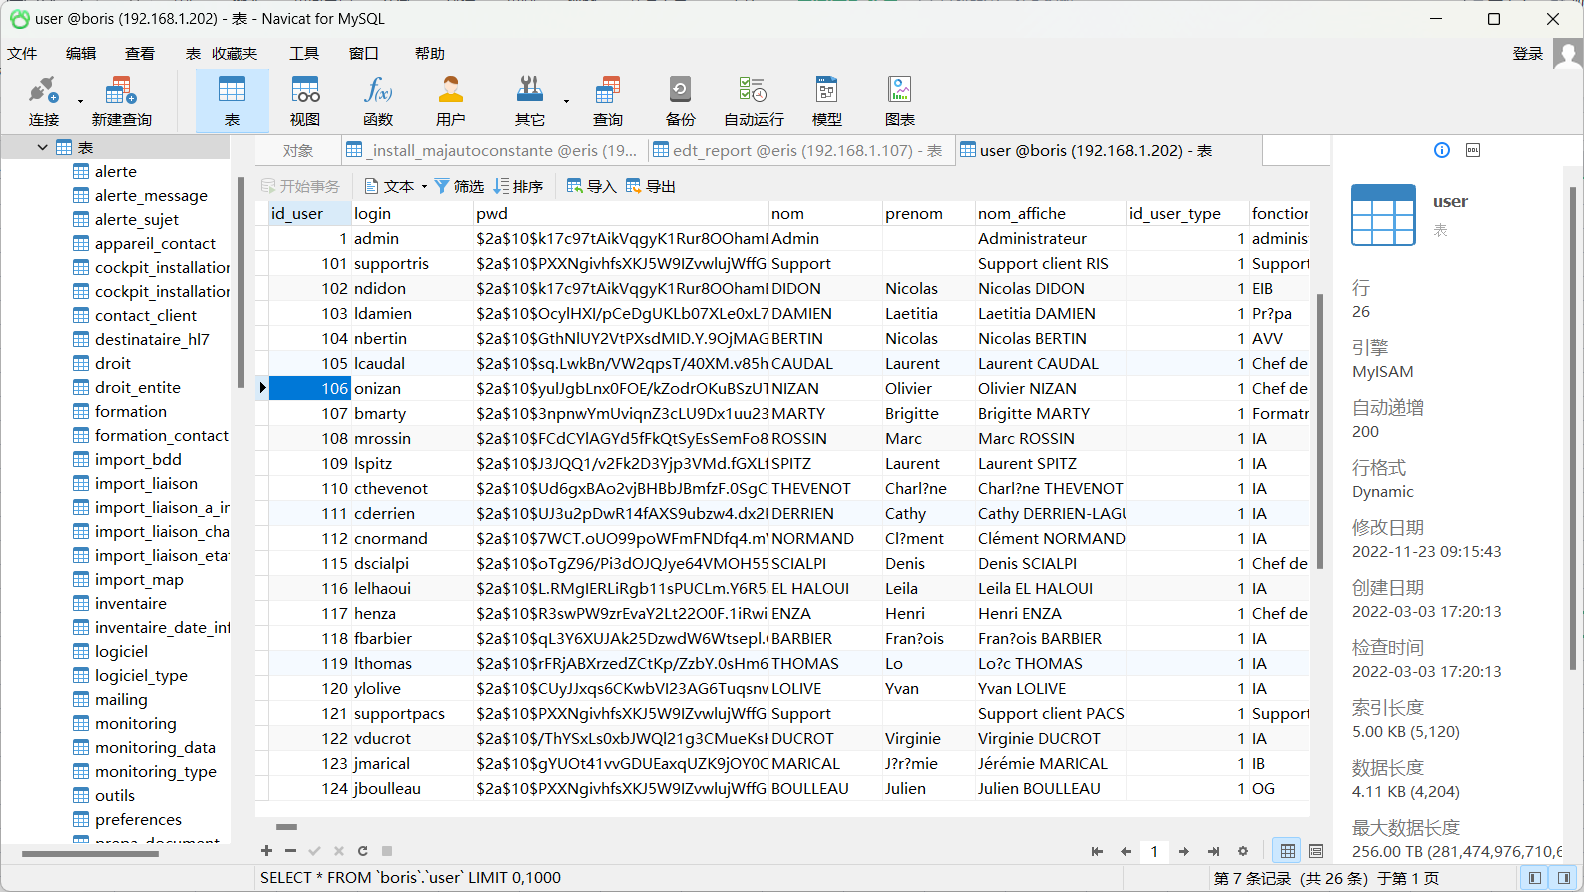 user @boris (192.168.1.202) - 表 - Navicat for MySQL
文件 编辑 查看 表 收藏夹 工具 窗口 帮助 登录
连接 新建查询 表 视图 函数 用户 其它 查询 备份 自动运行 模型 图表
表
alerte
alerte_message
alerte_sujet
appareil_contact
cockpit_installation
cockpit_installation
contact_client
destinataire_hl7
droit
droit_entite
formation
formation_contact
import_bdd
import_liaison
import_liaison_a_in
import_liaison_cha
import_liaison_eta
import_map
inventaire
inventaire_date_inf
logiciel
logiciel_type
mailing
monitoring
monitoring_data
monitoring_type
outils
preferences
prepa_document
对象 _install_majautoconstante @eris (19... edt_report @eris (192.168.1.107) - 表 user @boris (192.168.1.202) - 表
开始事务 文本 筛选 排序 导入 导出
id_user login pwd nom prenom nom_affiche id_user_type fonction
1 admin $2a$10$k17c97tAikVqgyK1Rur8OOhamI Admin Administrateur 1 adminis
101 supportris $2a$10$PXXNgivhfsXKJ5W9IZvwlujWffG Support Support client RIS 1 Support
102 ndidon $2a$10$k17c97tAikVqgyK1Rur8OOhamI DIDON Nicolas Nicolas DIDON 1 EIB
103 ldamien $2a$10$OcylHXI/pCeDgUKLb07XLe0xL7 DAMIEN Laetitia Laetitia DAMIEN 1 Pr?pa
104 nbertin $2a$10$GthNlUY2VtPXsdMID.Y.9OjMAG BERTIN Nicolas Nicolas BERTIN 1 AVV
105 lcaudal $2a$10$sq.LwkBn/VW2qpsT/40XM.v85h CAUDAL Laurent Laurent CAUDAL 1 Chef de
106 onizan $2a$10$yulJgbLnx0FOE/kZodrOKuBSzUT NIZAN Olivier Olivier NIZAN 1 Chef de
107 bmarty $2a$10$3npnwYmUviqnZ3cLU9Dx1uu23 MARTY Brigitte Brigitte MARTY 1 Formatr
108 mrossin $2a$10$FCdCYlAGYd5fFkQtSyEsSemFo8 ROSSIN Marc Marc ROSSIN 1 IA
109 lspitz $2a$10$J3JQQ1/v2Fk2D3Yjp3VMd.fGXLf SPITZ Laurent Laurent SPITZ 1 IA
110 cthevenot $2a$10$Ud6gxBAo2vjBHBbJBmfzF.0SgC THEVENOT Charl?ne Charl?ne THEVENOT 1 IA
111 cderrien $2a$10$UJ3u2pDwR14fAXS9ubzw4.dx2I DERRIEN Cathy Cathy DERRIEN-LAGU 1 IA
112 cnormand $2a$10$7WCT.oUO99poWFmFNDfq4.m' NORMAND Cl?ment Clément NORMAND 1 IA
115 dscialpi $2a$10$oTgZ96/Pi3dOJQJye64VMOH55 SCIALPI Denis Denis SCIALPI 1 Chef de
116 lelhaoui $2a$10$L.RMgIERLiRgb11sPUCLm.Y6R5 EL HALOUI Leila Leila EL HALOUI 1 IA
117 henza $2a$10$R3swPW9zrEvaY2Lt22O0F.1iRwi ENZA Henri Henri ENZA 1 Chef de
118 fbarbier $2a$10$qL3Y6XUJAk25DzwdW6Wtsepl. BARBIER Fran?ois Fran?ois BARBIER 1 IA
119 lthomas $2a$10$rFRjABXrzedZCtKp/ZzbY.0sHm6 THOMAS Lo Lo?c THOMAS 1 IA
120 ylolive $2a$10$CUyJJxqs6CKwbVI23AG6Tuqsnw LOLIVE Yvan Yvan LOLIVE 1 IA
121 supportpacs $2a$10$PXXNgivhfsXKJ5W9IZvwlujWffG Support Support client PACS 1 Support
122 vducrot $2a$10$/ThYSxLs0xbJWQl21g3CMueKsI DUCROT Virginie Virginie DUCROT 1 IA
123 jmarical $2a$10$gYUOt41vvGDUEaxqUZK9jOY0C MARICAL J?r?mie Jérémie MARICAL 1 IB
124 jboulleau $2a$10$PXXNgivhfsXKJ5W9IZvwlujWffG BOULLEAU Julien Julien BOULLEAU 1 OG
1
SELECT * FROM `boris`.`user` LIMIT 0,1000
第 7 条记录 (共 26 条) 于第 1 页
DDL
user
表
行
26
引擎
MyISAM
自动递增
200
行格式
Dynamic
修改日期
2022-11-23 09:15:43
创建日期
2022-03-03 17:20:13
检查时间
2022-03-03 17:20:13
索引长度
5.00 KB (5,120)
数据长度
4.11 KB (4,204)
最大数据长度
256.00 TB (281,474,976,710,6